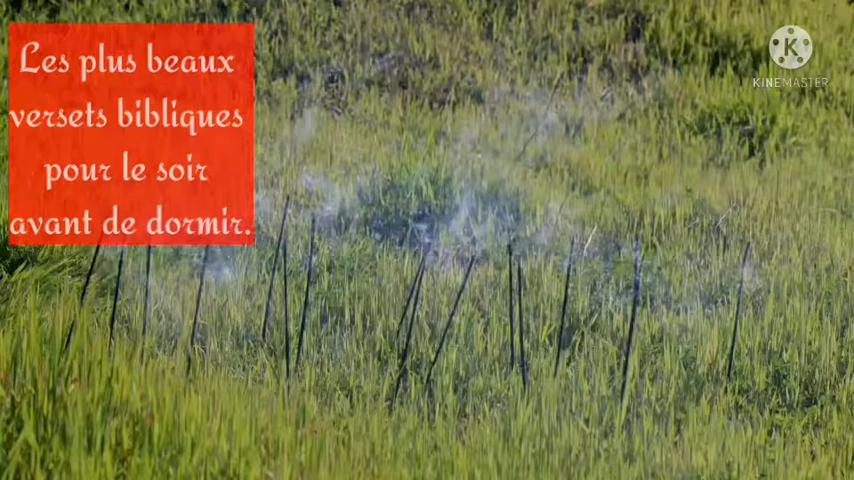 Les plus beaux
versets bibliques
pour le soir
avant de dormir.
K
KINEMASTER